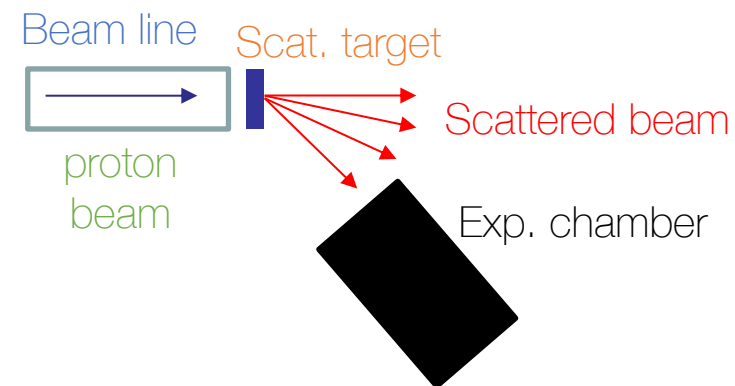 Beam line
Scat. target
Scattered beam
proton
beam
Exp. chamber